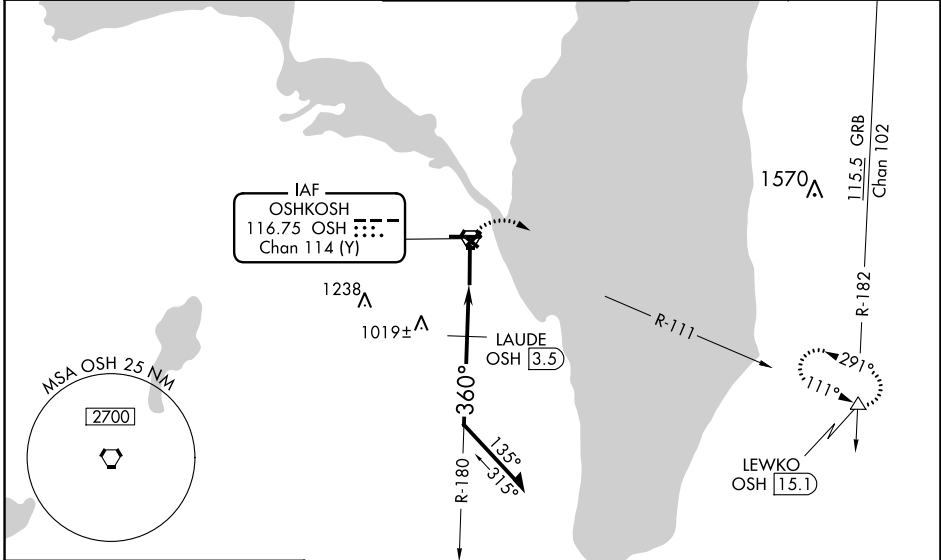 IAF
OSHKOSH
116.75 OSH
Chan 114 (Y)
1570
115.5 GRB
Chan 102
R-182
1238
1019±
LAUDE
OSH 3.5
R-111
291°
111°
MSA OSH 25 NM
2700
360°
135°
315°
R-180
LEWKO
OSH 15.1